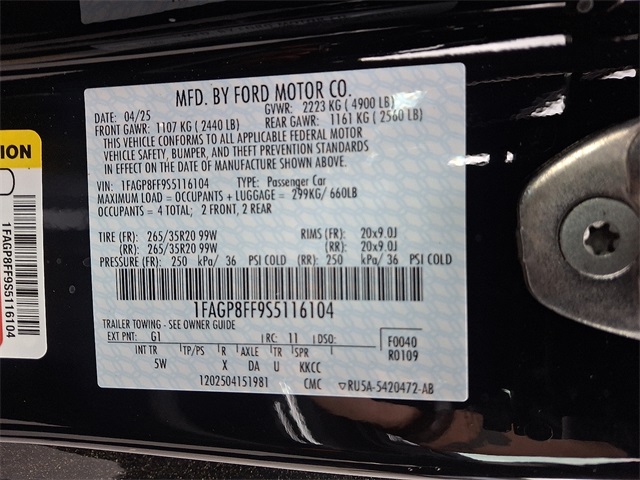 MFD. BY FORD MOTOR CO.
DATE: 04/25 GVWR: 2223 KG ( 4900 LB)
FRONT GAWR: 1107 KG ( 2440 LB) REAR GAWR: 1161 KG ( 2560 LB)
THIS VEHICLE CONFORMS TO ALL APPLICABLE FEDERAL MOTOR
VEHICLE SAFETY, BUMPER, AND THEFT PREVENTION STANDARDS
IN EFFECT ON THE DATE OF MANUFACTURE SHOWN ABOVE.
VIN: 1FAGP8FF9S5116104 TYPE: Passenger Car
MAXIMUM LOAD = OCCUPANTS + LUGGAGE = 299KG/ 660LB
OCCUPANTS = 4 TOTAL; 2 FRONT, 2 REAR
TIRE (FR): 265/35R20 99W RIMS (FR): 20x9.0J
(RR): 265/35R20 99W (RR): 20x9.0J
PRESSURE (FR): 250 kPa/ 36 PSI COLD (RR): 250 kPa/ 36 PSI COLD
1FAGP8FF9S5116104
TRAILER TOWING - SEE OWNER GUIDE
EXT PNT: G1 RC: 11 DSO: F0040
R0109
INT TR TP/PS R AXLE TR SPR
5W X DA U KKCC
1202504151981 CMC ▽RU5A-5420472-AB
ION
1FAGP8FF9S5116104